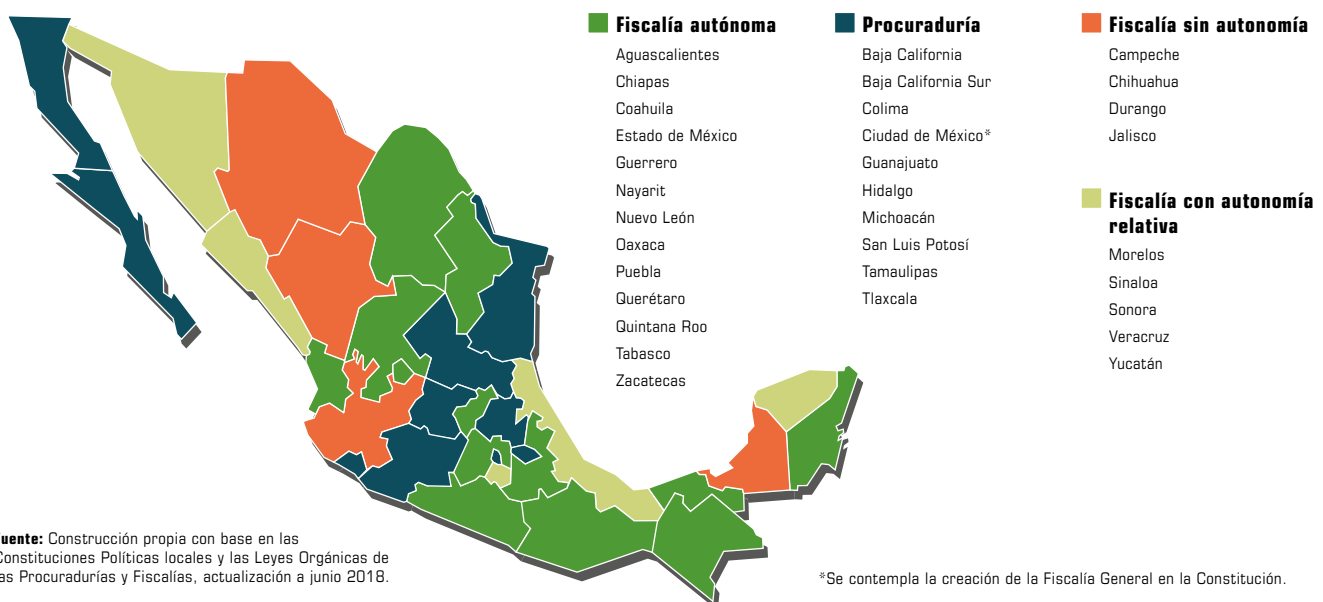 Fiscalía autónoma
Aguascalientes
Chiapas
Coahuila
Estado de México
Guerrero
Nayarit
Nuevo León
Oaxaca
Puebla
Querétaro
Quintana Roo
Tabasco
Zacatecas
Procuraduría
Baja California
Baja California Sur
Colima
Ciudad de México*
Guanajuato
Hidalgo
Michoacán
San Luis Potosí
Tamaulipas
Tlaxcala
Fiscalía sin autonomía
Campeche
Chihuahua
Durango
Jalisco
Fiscalía con autonomía
relativa
Morelos
Sinaloa
Sonora
Veracruz
Yucatán
uente: Construcción propia con base en las
Constituciones Políticas locales y las Leyes Orgánicas de
as Procuradurías y Fiscalías, actualización a junio 2018.
*Se contempla la creación de la Fiscalía General en la Constitución.